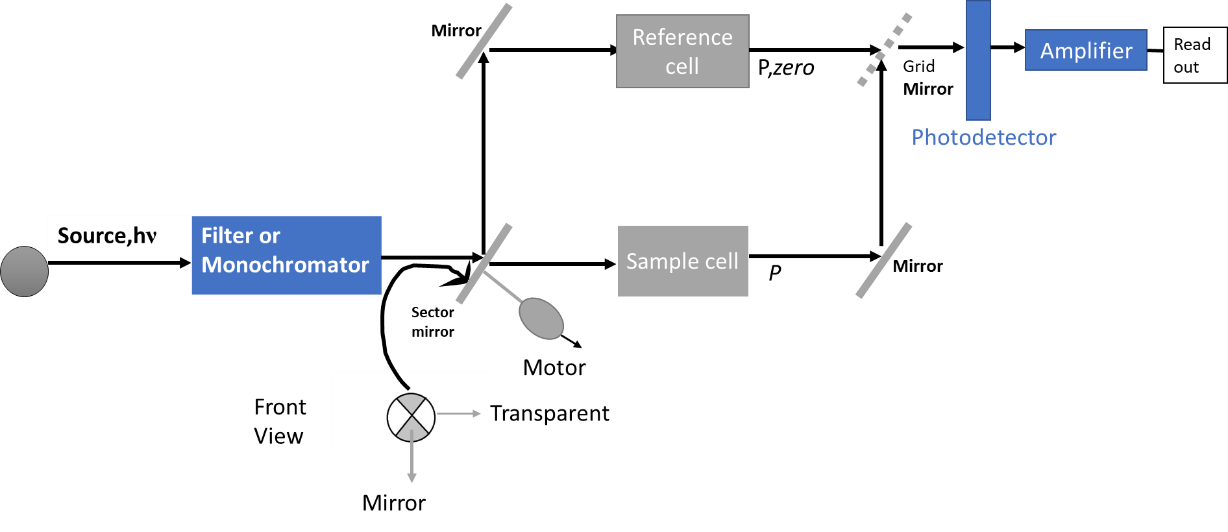 Mirror
Reference
cell
P,zero
Grid
Mirror
Amplifier
Read
out
Photodetector
Source,hν
Filter or
Monochromator
Sample cell
P
Mirror
Sector
mirror
Motor
Front
View
Transparent
Mirror